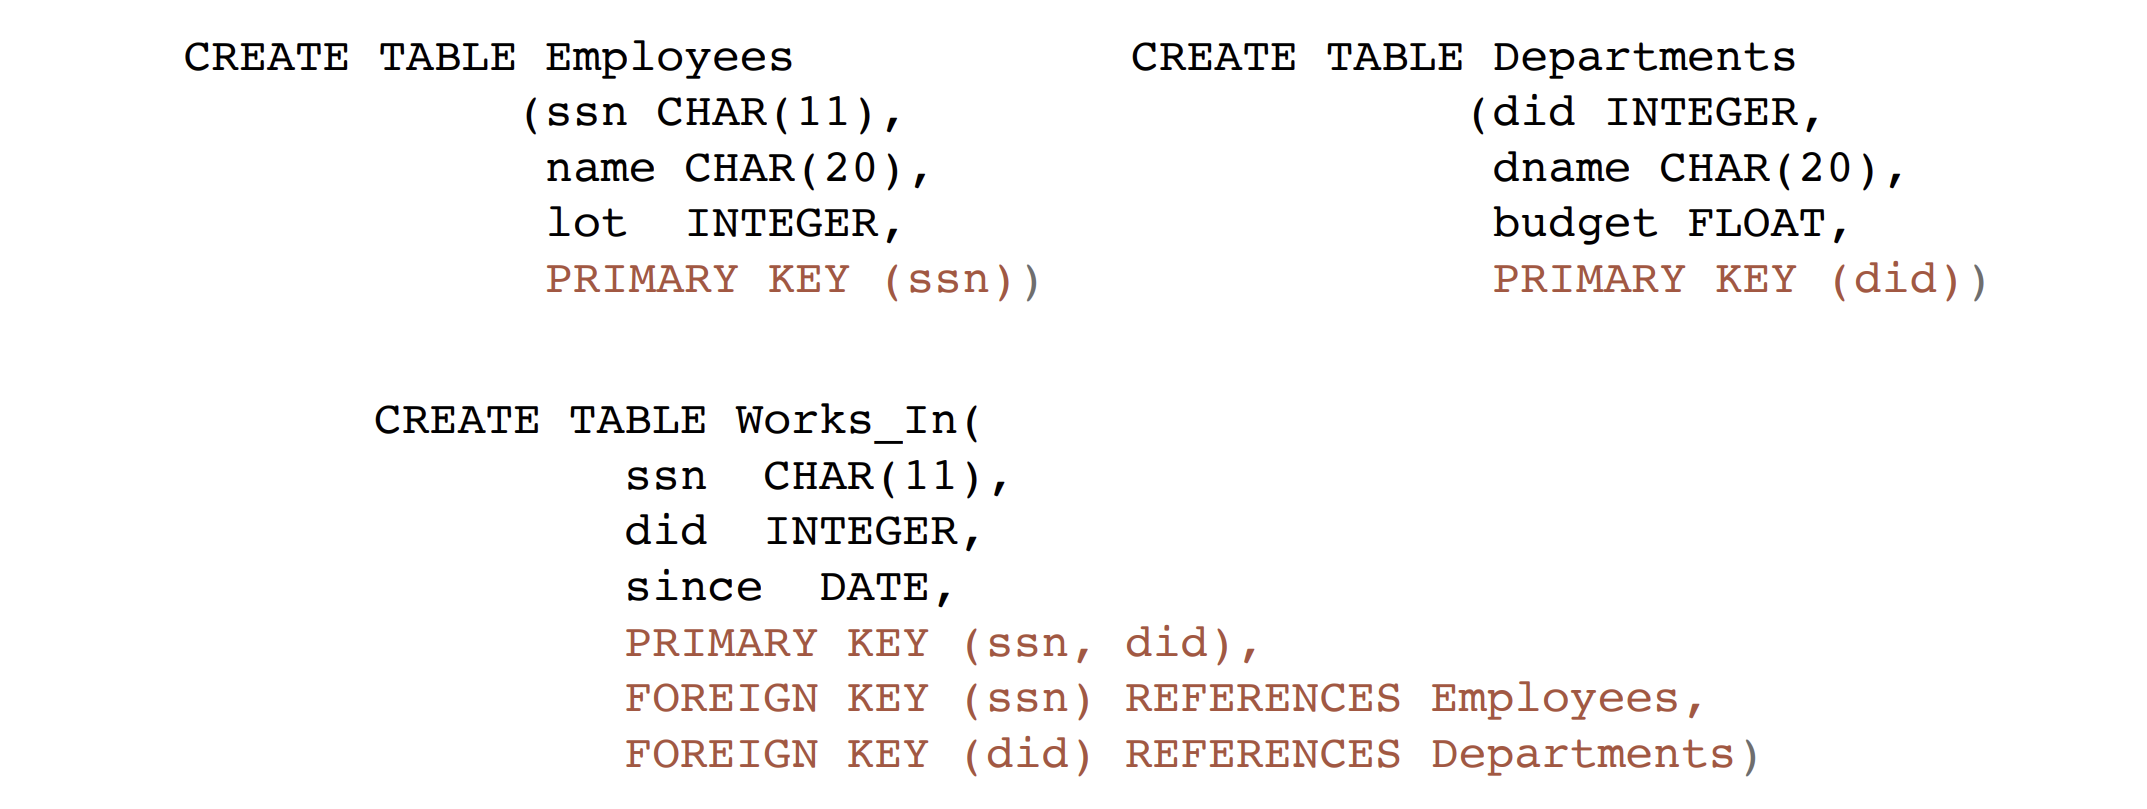 CREATE TABLE Employees
(ssn CHAR(11),
name CHAR(20),
lot  INTEGER,
PRIMARY KEY (ssn))
CREATE TABLE Departments
(did INTEGER,
dname CHAR(20),
budget FLOAT,
PRIMARY KEY (did))
CREATE TABLE Works_In(
ssn  CHAR(11),
did  INTEGER,
since  DATE,
PRIMARY KEY (ssn, did),
FOREIGN KEY (ssn) REFERENCES Employees,
FOREIGN KEY (did) REFERENCES Departments)